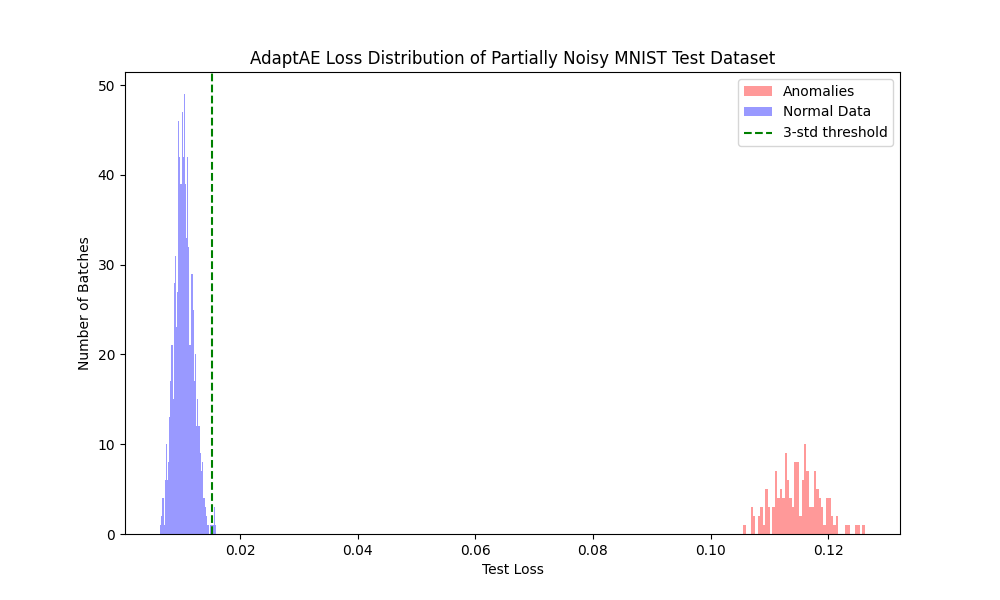 AdaptAE Loss Distribution of Partially Noisy MNIST Test Dataset
Anomalies
Normal Data
3-std threshold
Number of Batches
50
40
30
20
10
0
0.02
0.04
0.06
0.08
0.10
0.12
Test Loss